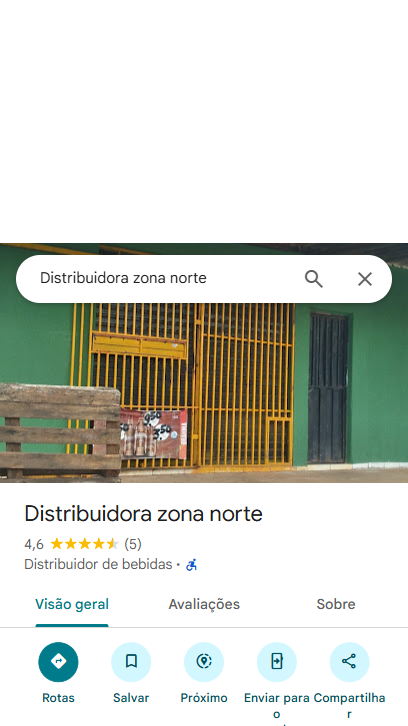 Distribuidora zona norte
Distribuidora zona norte
4,6 (5)
Distribuidor de bebidas ·
Visão geral Avaliações Sobre
Rotas Salvar Próximo Enviar para o Compartilhar